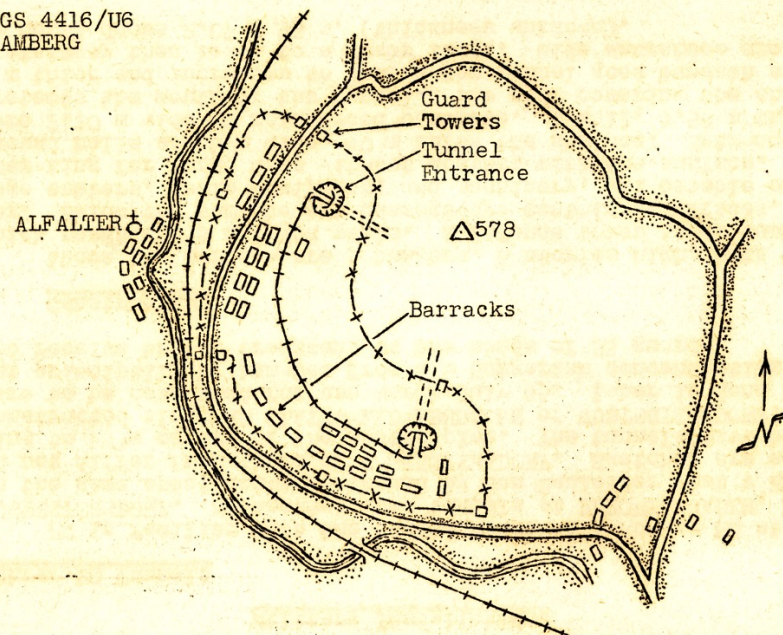 GS 4416/U6
AMBERG
Guard
Towers
Tunnel
Entrance
ALFALTER
578
Barracks